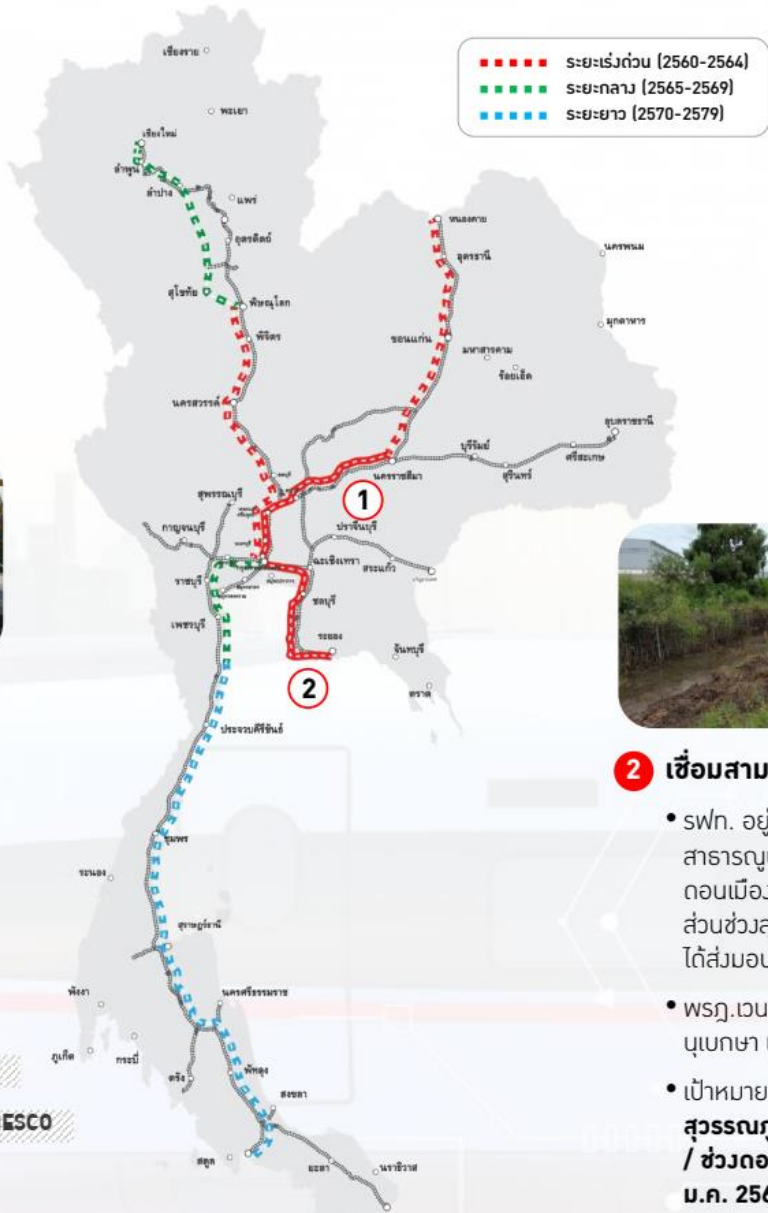 ระยะเร่งด่วน (2560-2564)
ระยะกลาง (2565-2569)
ระยะยาว (2570-2579)
เชียงราย
พะเยา
เชียงใหม่
ลำพูน
ลำปาง
แพร่
อุตรดิตถ์
สุโขทัย
พิษณุโลก
พิจิตร
นครสวรรค์
หนองคาย
อุดรธานี
นครพนม
ขอนแก่น
มุกดาหาร
มหาสารคาม
ร้อยเอ็ด
อุบลราชธานี
ลพบุรี
นครราชสีมา
บุรีรัมย์
สุรินทร์
ศรีสะเกษ
1
สุพรรณบุรี
กาญจนบุรี
ปราจีนบุรี
ฉะเชิงเทรา
สระแก้ว
ราชบุรี
ชลบุรี
เพชรบุรี
ระยอง
จันทบุรี
ตราด
2
ประจวบคีรีขันธ์
ชุมพร
ระนอง
สุราษฎร์ธานี
พังงา
นครศรีธรรมราช
ภูเก็ต
กระบี่
ตรัง
พัทลุง
สงขลา
สตูล
ยะลา
นราธิวาส
ESCO
2 เชื่อมสาม
• รฟท. อยู่
สาธารณู
ดอนเมือง
ส่วนช่วง
ได้ส่งมอบ
• พรฎ.เวน
นุเบกษา
• เป้าหมาย
สุวรรณภู
/ ช่วงดอ
ม.ค. 256